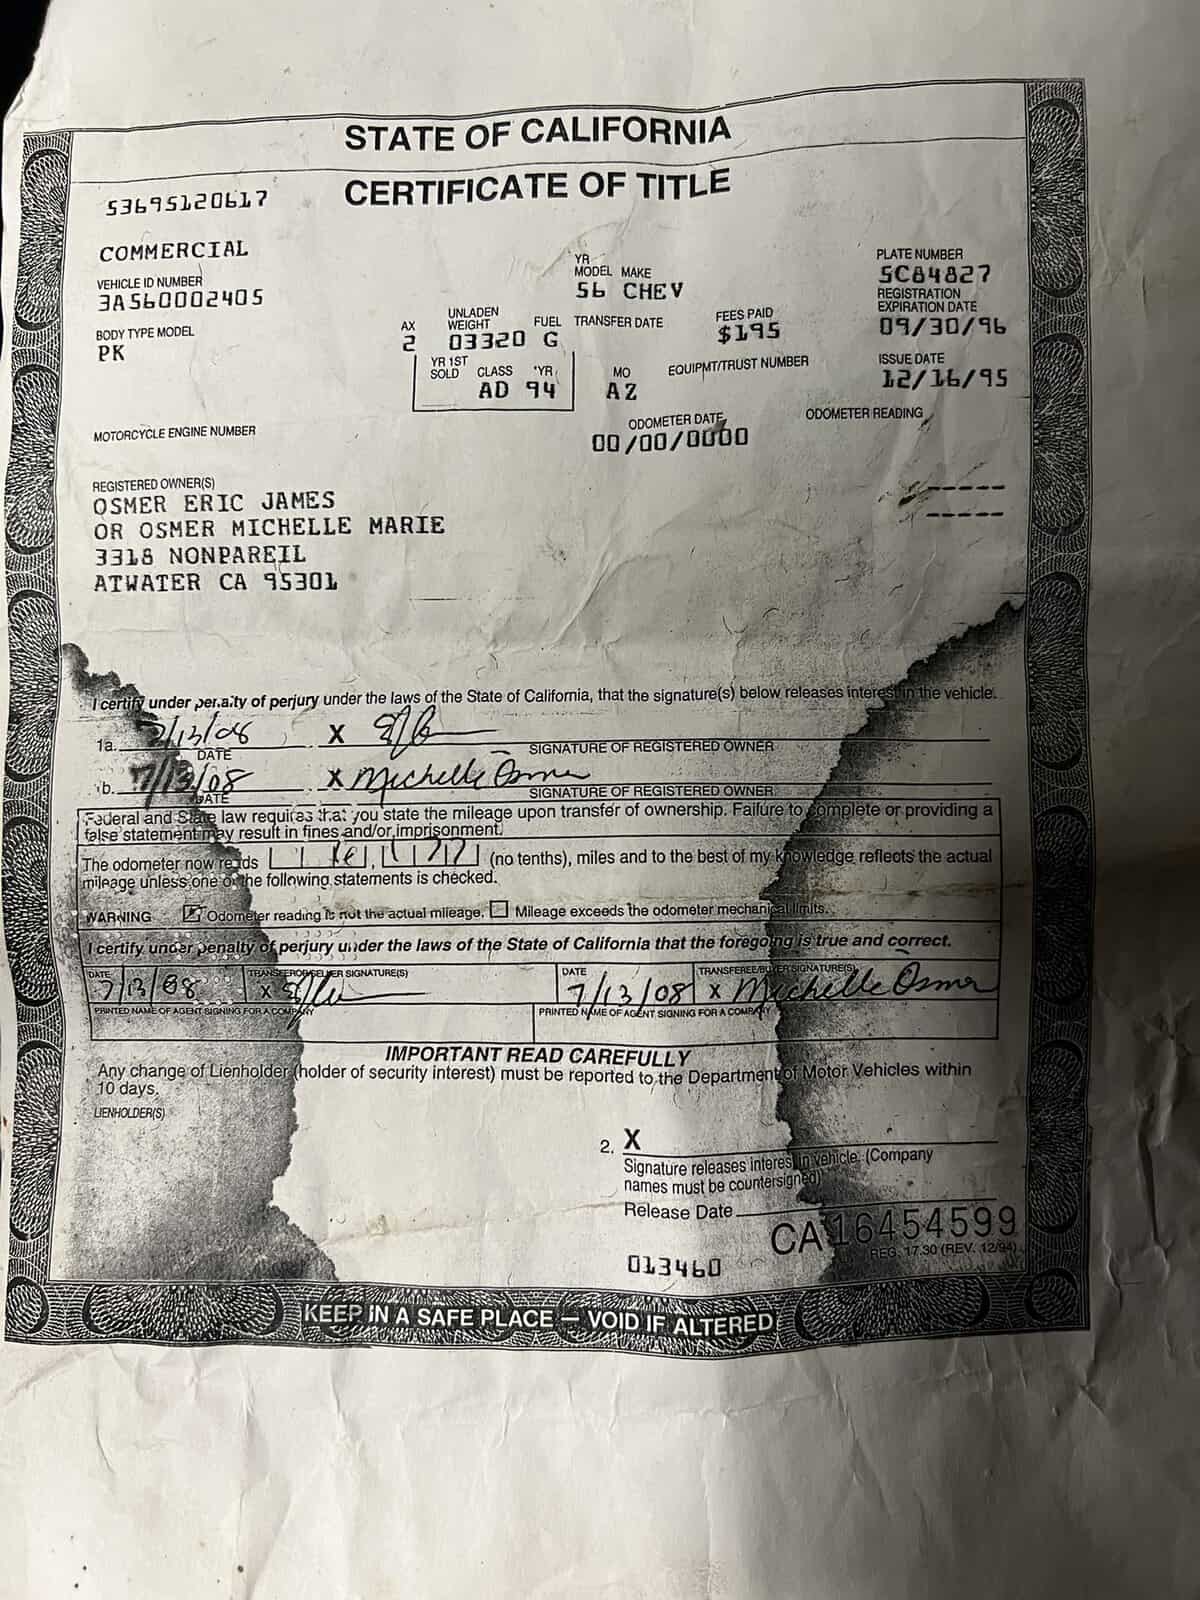 STATE OF CALIFORNIA
CERTIFICATE OF TITLE
53695120617
COMMERCIAL
VEHICLE ID NUMBER
3A560002405
YR
MODEL MAKE
56 CHEV
PLATE NUMBER
5C84827
REGISTRATION
EXPIRATION DATE
09/30/96
BODY TYPE MODEL
PK
AX
2
UNLADEN
WEIGHT
03320
FUEL
G
TRANSFER DATE
FEES PAID
$195
YR 1ST
SOLD
CLASS
AD
*YR
94
MO
AZ
EQUIPMT/TRUST NUMBER
ISSUE DATE
12/16/95
MOTORCYCLE ENGINE NUMBER
ODOMETER DATE
00/00/0000
ODOMETER READING
REGISTERED OWNER(S)
OSMER ERIC JAMES
OR OSMER MICHELLE MARIE
3318 NONPAREIL
ATWATER CA 95301
I certify under penalty of perjury under the laws of the State of California, that the signature(s) below releases interest in the vehicle.
1a. 7/13/08 X
DATE SIGNATURE OF REGISTERED OWNER
b. 7/13/08 X Michelle Osmer
DATE SIGNATURE OF REGISTERED OWNER
Federal and State law requires that you state the mileage upon transfer of ownership. Failure to complete or providing a
false statement may result in fines and/or imprisonment.
The odometer now reads (no tenths), miles and to the best of my knowledge reflects the actual
mileage unless one of the following statements is checked.
WARNING Odometer reading is not the actual mileage. Mileage exceeds the odometer mechanical limits.
I certify under penalty of perjury under the laws of the State of California that the foregoing is true and correct.
DATE TRANSFEROR/SELLER SIGNATURE(S) DATE TRANSFEREE/BUYER SIGNATURE(S)
7/13/08 X 7/13/08 X Michelle Osmer
PRINTED NAME OF AGENT SIGNING FOR A COMPANY PRINTED NAME OF AGENT SIGNING FOR A COMPANY
IMPORTANT READ CAREFULLY
Any change of Lienholder (holder of security interest) must be reported to the Department of Motor Vehicles within
10 days.
LIENHOLDER(S)
2. X
Signature releases interest in vehicle. (Company
names must be countersigned)
Release Date
CA16454599
REG. 17.30 (REV. 12/94)
013460
KEEP IN A SAFE PLACE — VOID IF ALTERED